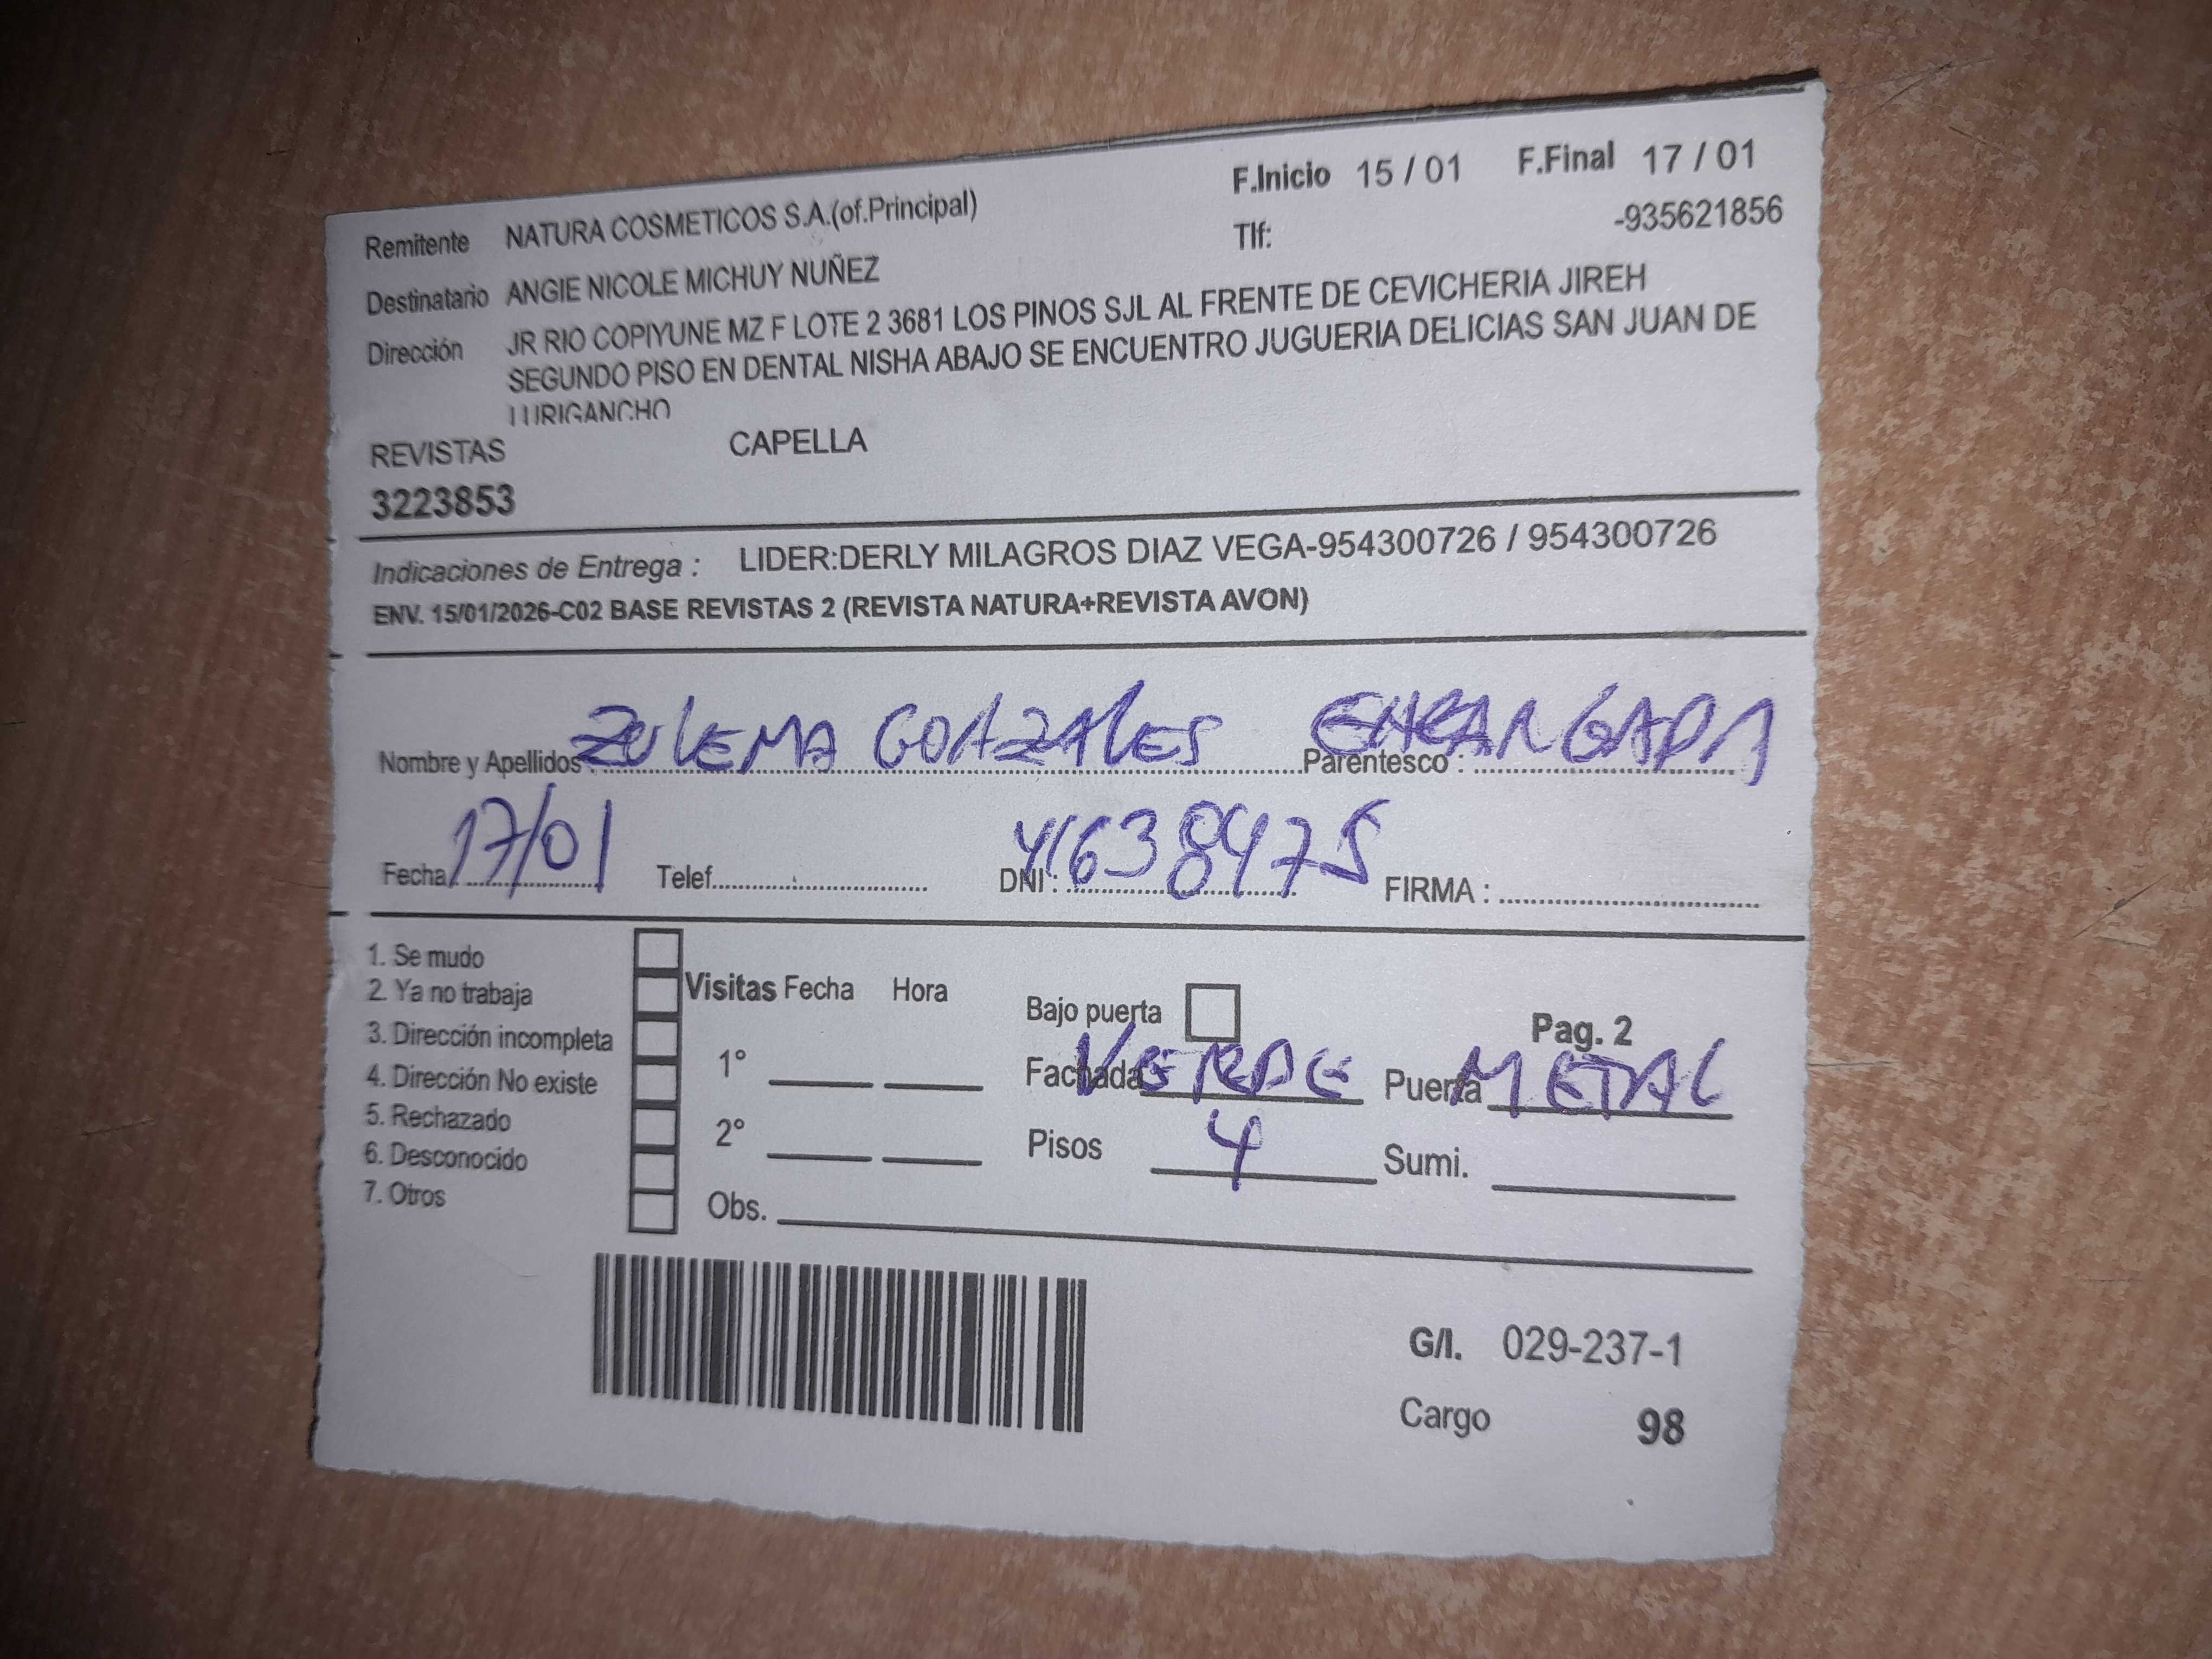 F.Inicio 15 / 01 F.Final 17 / 01
Remitente NATURA COSMETICOS S.A.(of.Principal) Tlf: -935621856
Destinatario ANGIE NICOLE MICHUY NUÑEZ
Dirección JR RIO COPIYUNE MZ F LOTE 2 3681 LOS PINOS SJL AL FRENTE DE CEVICHERIA JIREH
SEGUNDO PISO EN DENTAL NISHA ABAJO SE ENCUENTRO JUGUERIA DELICIAS SAN JUAN DE
LURIGANCHO
REVISTAS CAPELLA
3223853
Indicaciones de Entrega : LIDER:DERLY MILAGROS DIAZ VEGA-954300726 / 954300726
ENV. 15/01/2026-C02 BASE REVISTAS 2 (REVISTA NATURA+REVISTA AVON)
Nombre y Apellidos : ZULEMA GONZALES Parentesco : ENCARGADA
Fecha 17/01 Telef. DNI : 41638475 FIRMA :
1. Se mudo
2. Ya no trabaja Visitas Fecha Hora Bajo puerta
3. Dirección incompleta Pag. 2
4. Dirección No existe 1° Fachada VERDE Puerta METAL
5. Rechazado
6. Desconocido 2° Pisos 4 Sumi.
7. Otros Obs.
G/I. 029-237-1
Cargo 98